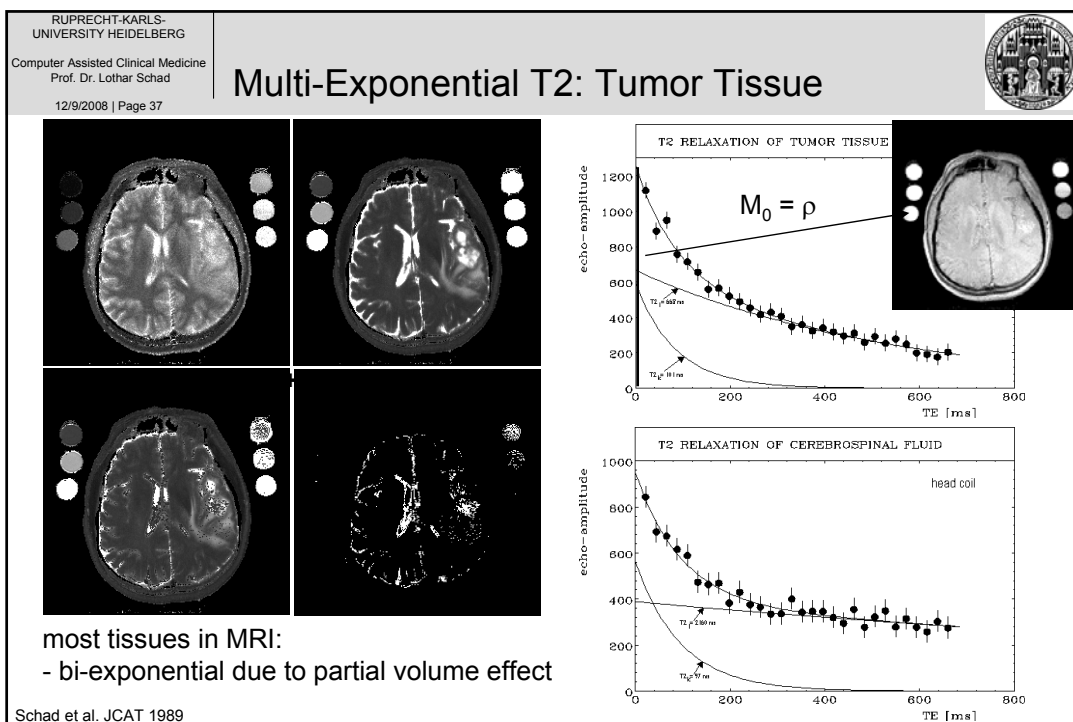 RUPRECHT-KARLS-
UNIVERSITY HEIDELBERG
Computer Assisted Clinical Medicine
Prof. Dr. Lothar Schad
12/9/2008 | Page 37
Multi-Exponential T2: Tumor Tissue
T2 RELAXATION OF TUMOR TISSUE
M0 = ρ
echo-amplitude
1200
1000
800
600
400
200
0
0 200 400 600 800
TE [ms]
T2 RELAXATION OF CEREBROSPINAL FLUID
head coil
echo-amplitude
1000
800
600
400
200
0
0 200 400 600 800
TE [ms]
most tissues in MRI:
- bi-exponential due to partial volume effect
Schad et al. JCAT 1989